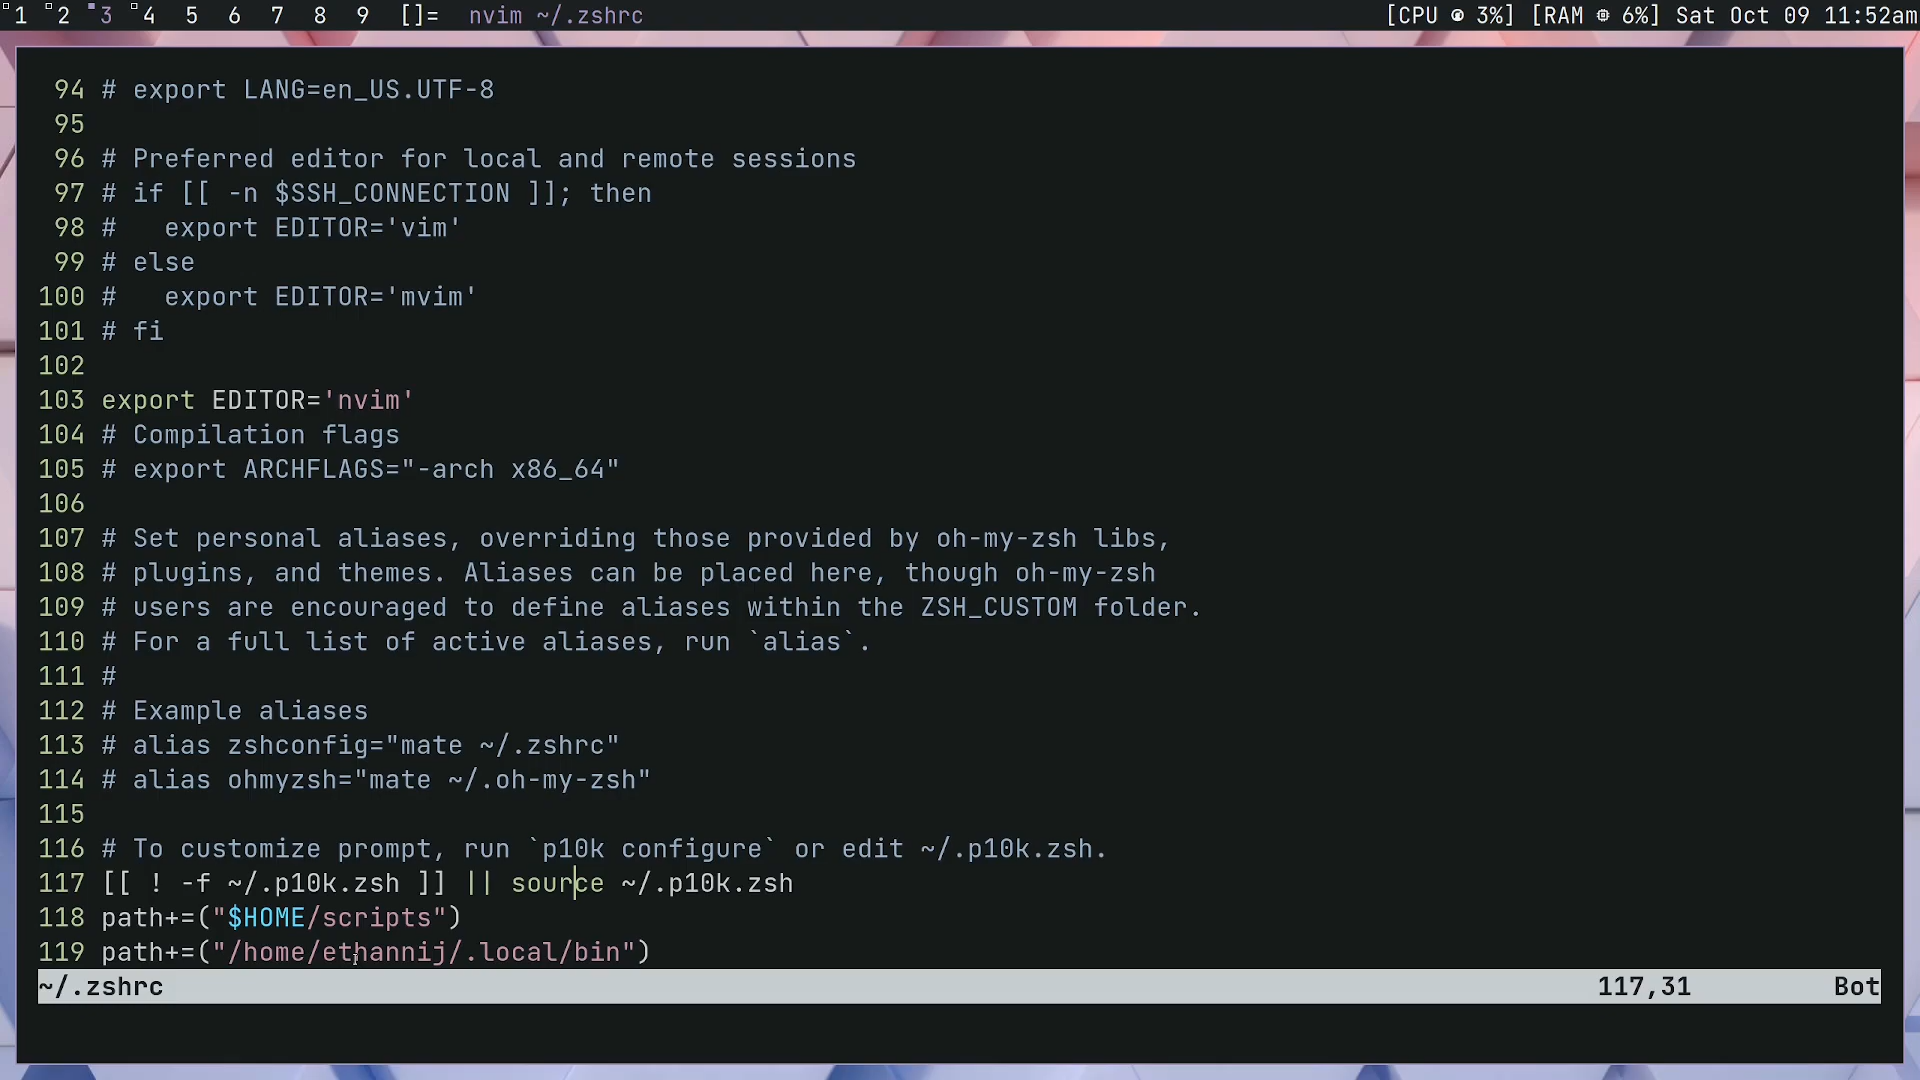 1 2 3 4 5 6 7 8 9 []= nvim ~/.zshrc [CPU 3%] [RAM 6%] Sat Oct 09 11:52am
94 # export LANG=en_US.UTF-8
95
96 # Preferred editor for local and remote sessions
97 # if [[ -n $SSH_CONNECTION ]]; then
98 #   export EDITOR='vim'
99 # else
100 #   export EDITOR='mvim'
101 # fi
102
103 export EDITOR='nvim'
104 # Compilation flags
105 # export ARCHFLAGS="-arch x86_64"
106
107 # Set personal aliases, overriding those provided by oh-my-zsh libs,
108 # plugins, and themes. Aliases can be placed here, though oh-my-zsh
109 # users are encouraged to define aliases within the ZSH_CUSTOM folder.
110 # For a full list of active aliases, run `alias`.
111 #
112 # Example aliases
113 # alias zshconfig="mate ~/.zshrc"
114 # alias ohmyzsh="mate ~/.oh-my-zsh"
115
116 # To customize prompt, run `p10k configure` or edit ~/.p10k.zsh.
117 [[ ! -f ~/.p10k.zsh ]] || source ~/.p10k.zsh
118 path+=("$HOME/scripts")
119 path+=("/home/ethannij/.local/bin")
~/.zshrc 117,31 Bot